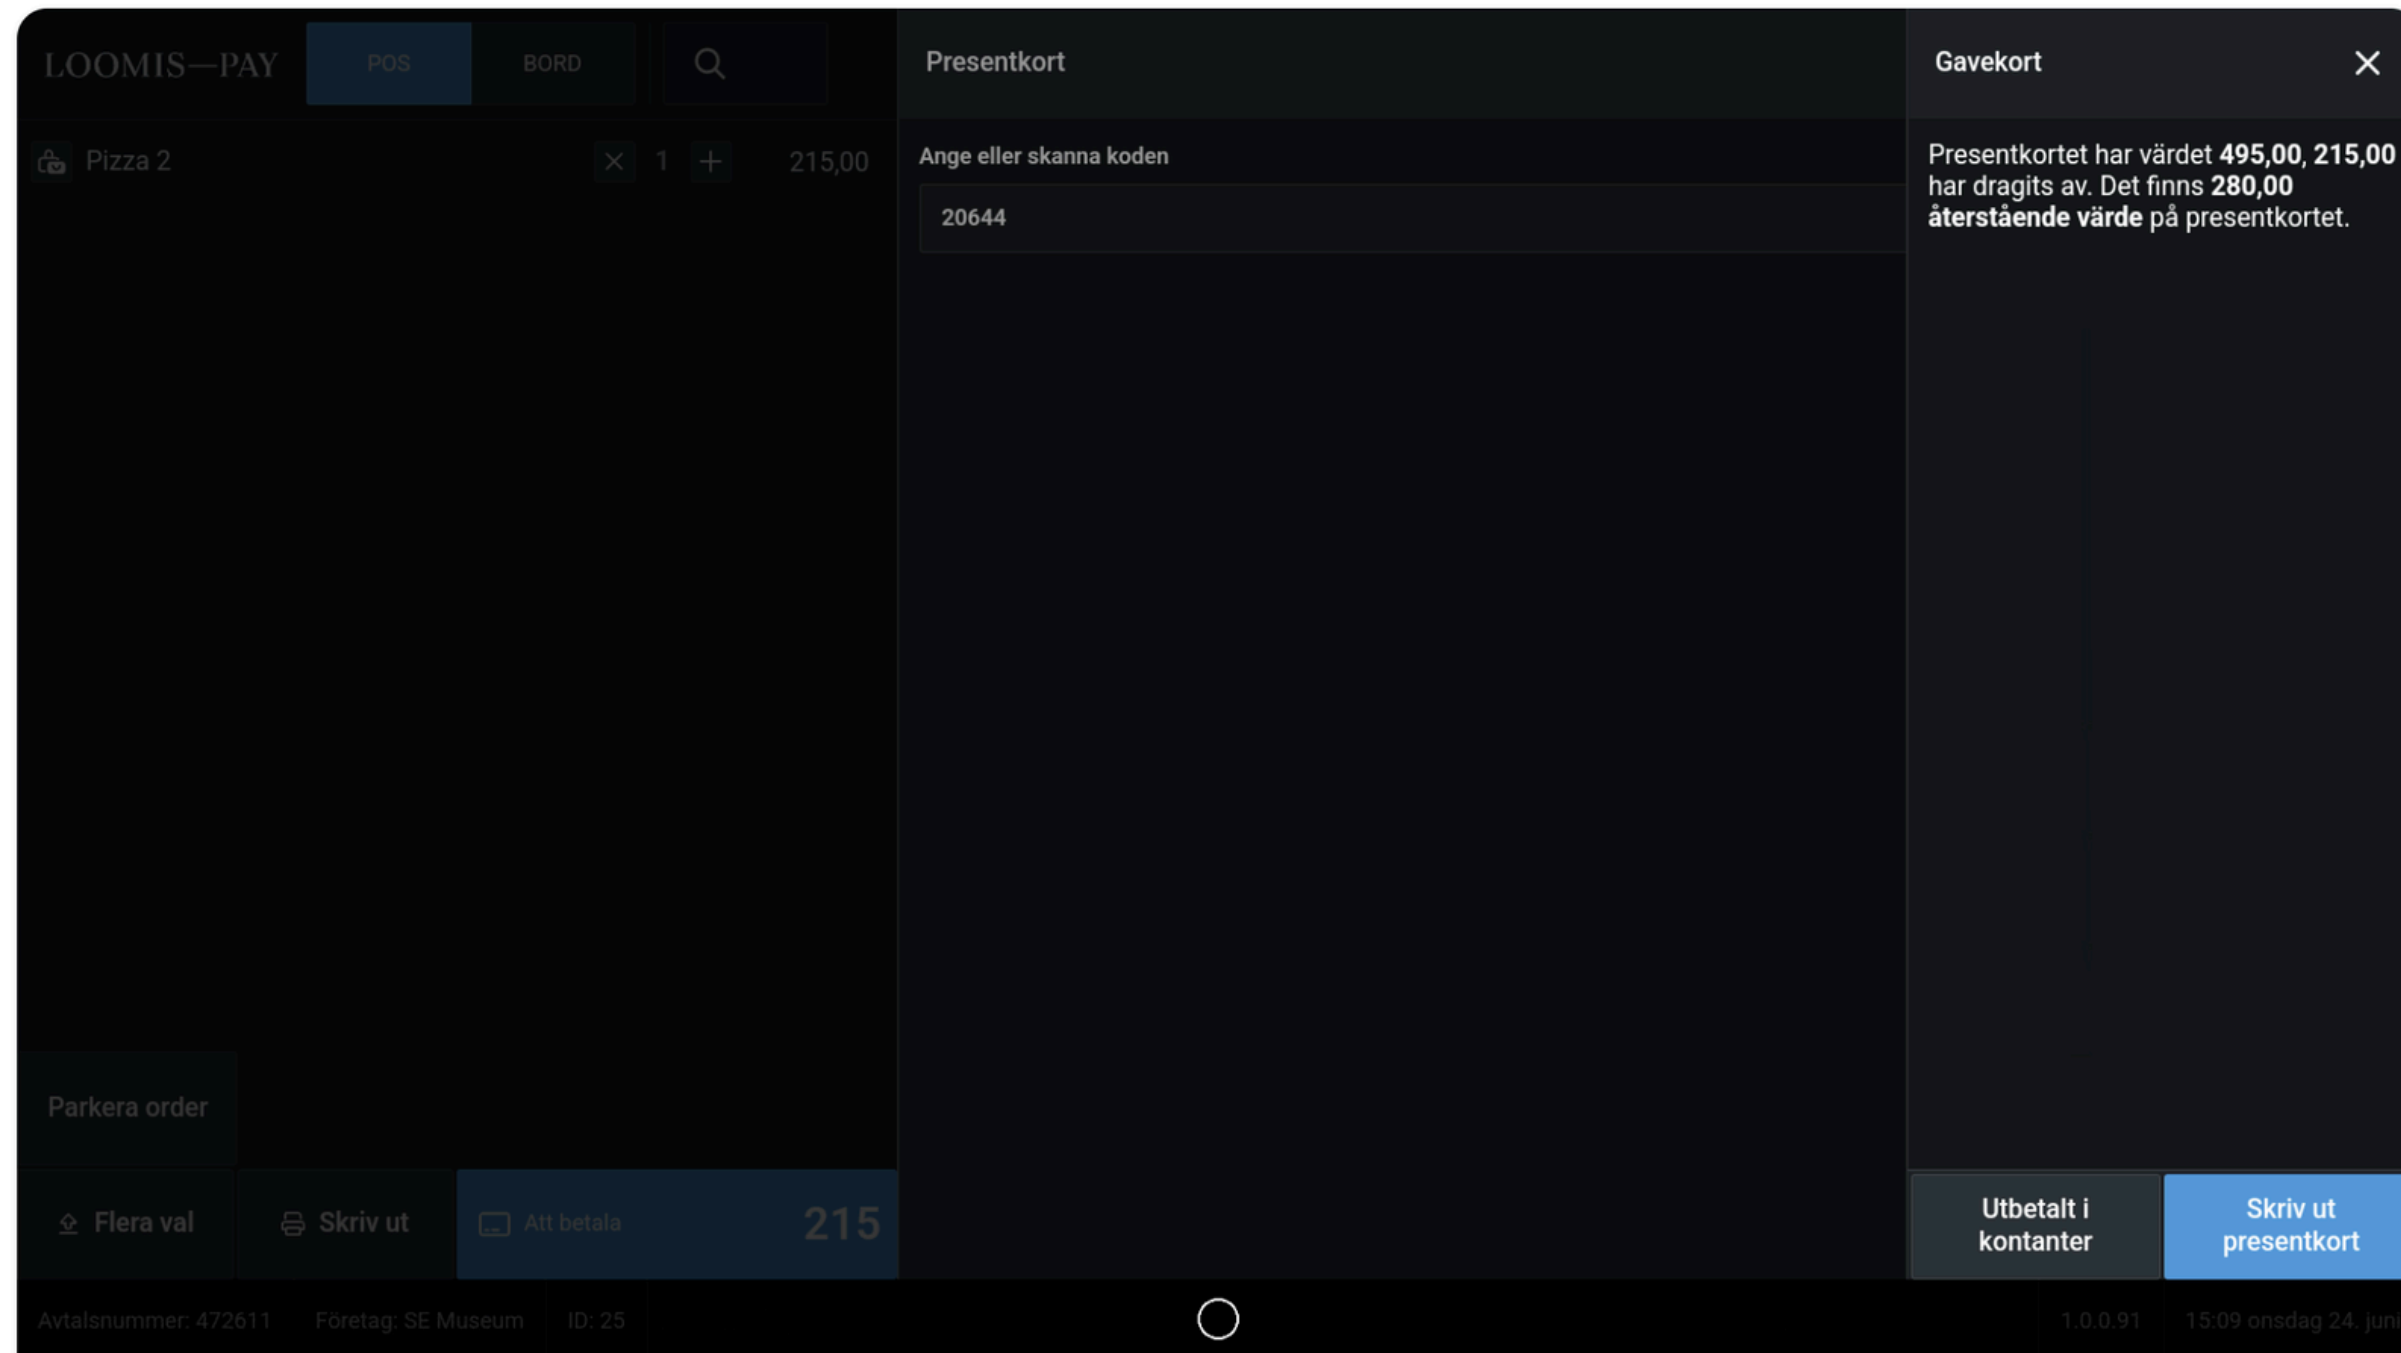 LOOMIS—PAY
POS
BORD
Pizza 2
1
215,00
Parkera order
Flera val
Skriv ut
Att betala
215
Presentkort
Ange eller skanna koden
20644
Gavekort
Presentkortet har värdet 495,00, 215,00
har dragits av. Det finns 280,00
återstående värde på presentkortet.
Utbetalt i
kontanter
Skriv ut
presentkort
Avtalsnummer: 472611
Företag: SE Museum
ID: 25
1.0.0.91
15:09 onsdag 24. juni